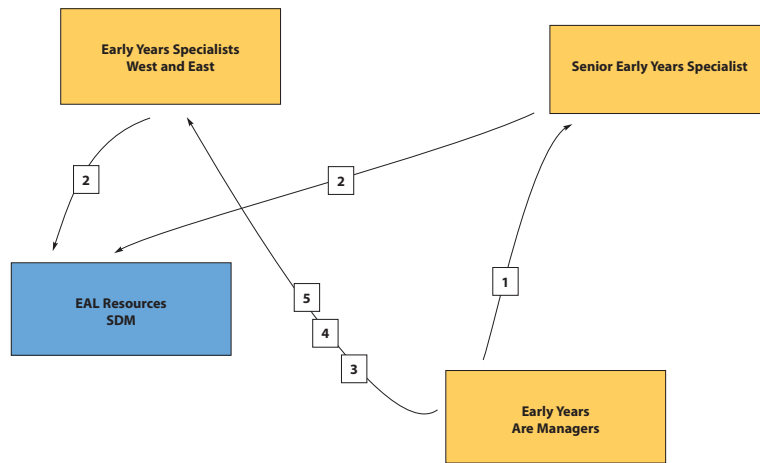 Early Years Specialists
West and East
Senior Early Years Specialist
2
2
EAL Resources
SDM
5
1
4
3
Early Years
Are Managers